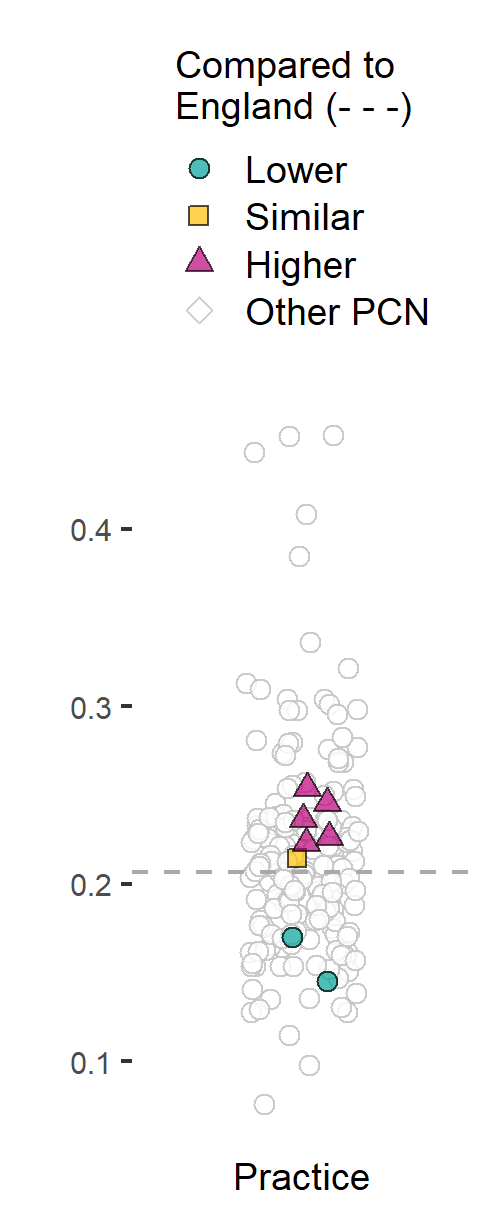 Compared to
England (- - -)
Lower
Similar
Higher
Other PCN
0.4
0.3
0.2
0.1
Practice